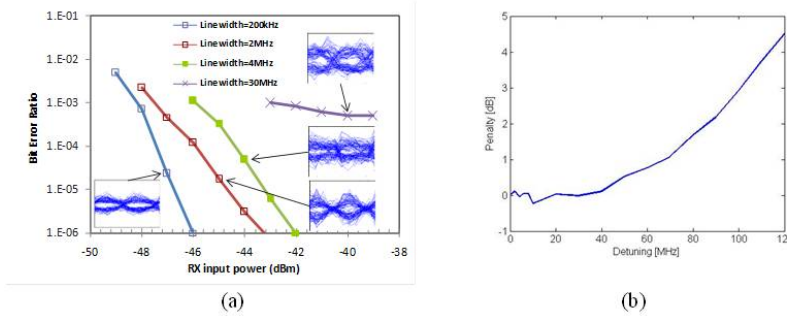 1.E-01
1.E-02
1.E-03
1.E-04
1.E-05
1.E-06
Bit Error Ratio
Linewidth=200kHz
Linewidth=2MHz
Linewidth=4MHz
Linewidth=30MHz
-50 -48 -46 -44 -42 -40 -38
RX input power (dBm)
(a)
5
4
3
2
1
0
-1
Penalty [dB]
0 20 40 60 80 100 120
Detuning [MHz]
(b)